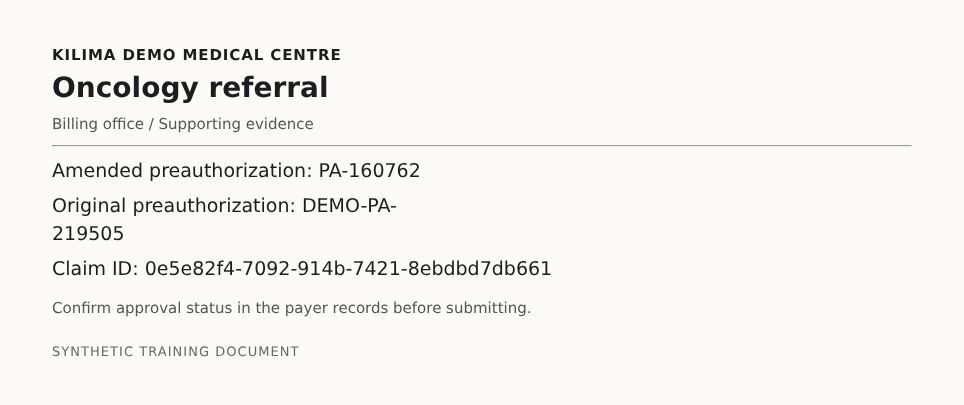 KILIMA DEMO MEDICAL CENTRE
Oncology referral
Billing office / Supporting evidence
Amended preauthorization: PA-160762
Original preauthorization: DEMO-PA-
219505
Claim ID: 0e5e82f4-7092-914b-7421-8ebdbd7db661
Confirm approval status in the payer records before submitting.
SYNTHETIC TRAINING DOCUMENT